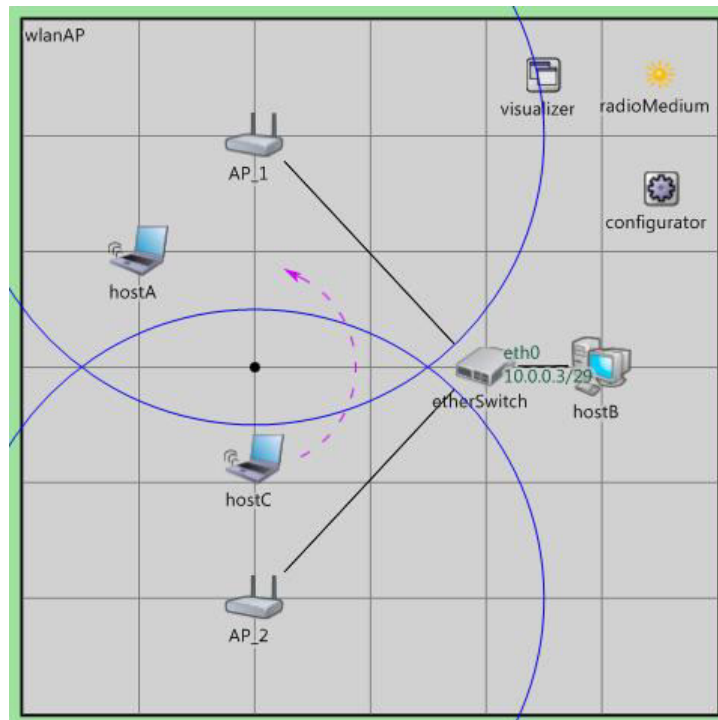 wlanAP
visualizer
radioMedium
AP_1
configurator
hostA
eth0
10.0.0.3/29
etherSwitch
hostB
hostC
AP_2